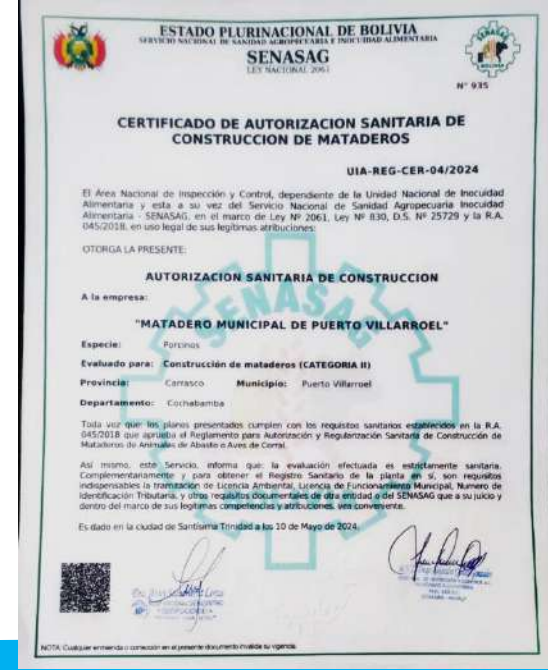 ESTADO PLURINACIONAL DE BOLIVIA
SERVICIO NACIONAL DE SANIDAD AGROPECUARIA E INOCUIDAD ALIMENTARIA
SENASAG
LEY NACIONAL 2061
SENASAG
BOLIVIA
N° 935
CERTIFICADO DE AUTORIZACION SANITARIA DE
CONSTRUCCION DE MATADEROS
UIA-REG-CER-04/2024
El Área Nacional de Inspección y Control, dependiente de la Unidad Nacional de Inocuidad
Alimentaria y esta a su vez del Servicio Nacional de Sanidad Agropecuaria Inocuidad
Alimentaria - SENASAG, en el marco de Ley Nº 2061, Ley Nº 830, D.S. Nº 25729 y la R.A.
045/2018, en uso legal de sus legítimas atribuciones:
OTORGA LA PRESENTE:
AUTORIZACIÓN SANITARIA DE CONSTRUCCION
A la empresa:
SENASAG
"MATADERO MUNICIPAL DE PUERTO VILLARROEL"
Especie: Porcinos
Evaluado para: Construcción de mataderos (CATEGORIA II)
Provincia: Carrasco Municipio: Puerto Villarroel
Departamento: Cochabamba
Toda vez que: los planos presentados cumplen con los requisitos sanitarios establecidos en la R.A.
045/2018 que aprueba el Reglamento para Autorización y Regularización Sanitaria de Construcción de
Mataderos de Animales de Abasto o Aves de Corral.
Así mismo, este Servicio, informa que: la evaluación efectuada es estrictamente sanitaria.
Complementariamente y para obtener el Registro Sanitario de la planta en sí, son requisitos
indispensables la tramitación de Licencia Ambiental, Licencia de Funcionamiento Municipal, Numero de
Identificación Tributaria, y otros requisitos documentales de otra entidad o del SENASAG que a su juicio y
dentro del marco de sus legítimas competencias y atribuciones, vea conveniente.
Es dado en la ciudad de Santísima Trinidad a los 10 de Mayo de 2024.
NOTA: Cualquier enmienda o corrección en el presente documento invalida su vigencia.